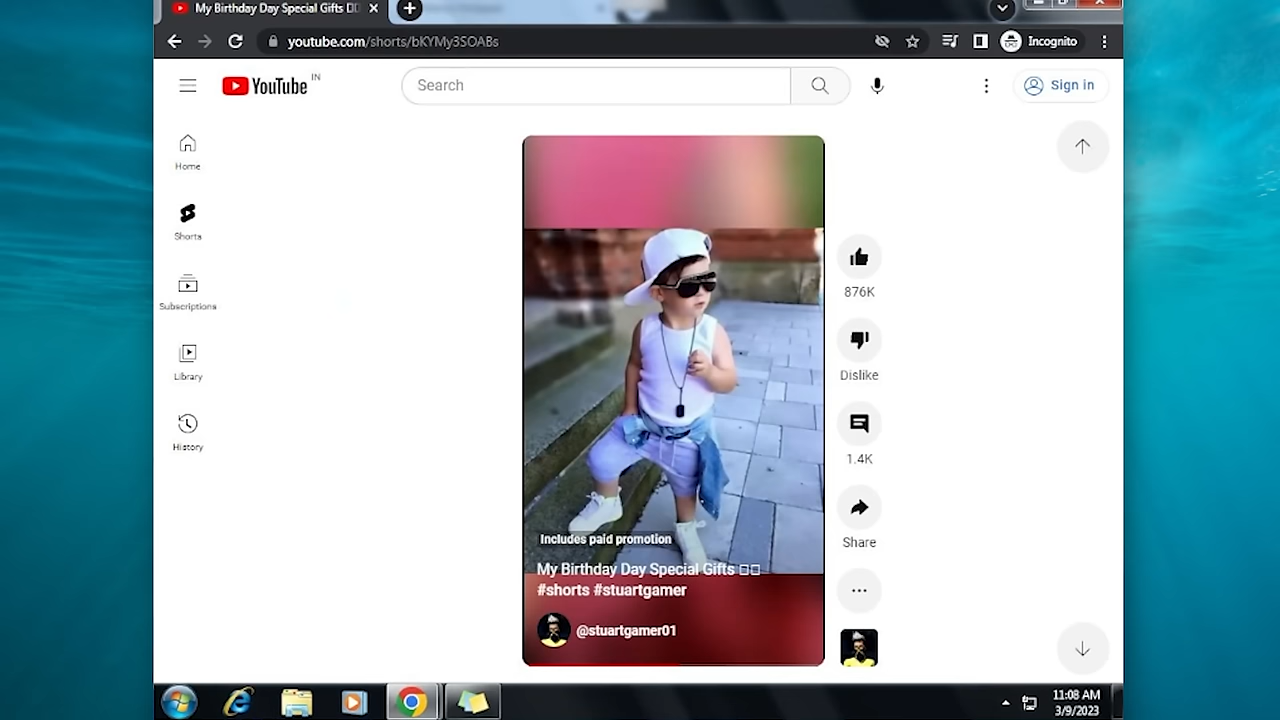 My Birthday Day Special Gifts
youtube.com/shorts/bKYMy3SOABs
Incognito
YouTube IN
Search
Sign in
Home
Shorts
Subscriptions
Library
History
876K
Dislike
1.4K
Share
Includes paid promotion
My Birthday Day Special Gifts
#shorts #stuartgamer
@stuartgamer01
11:08 AM
3/9/2023